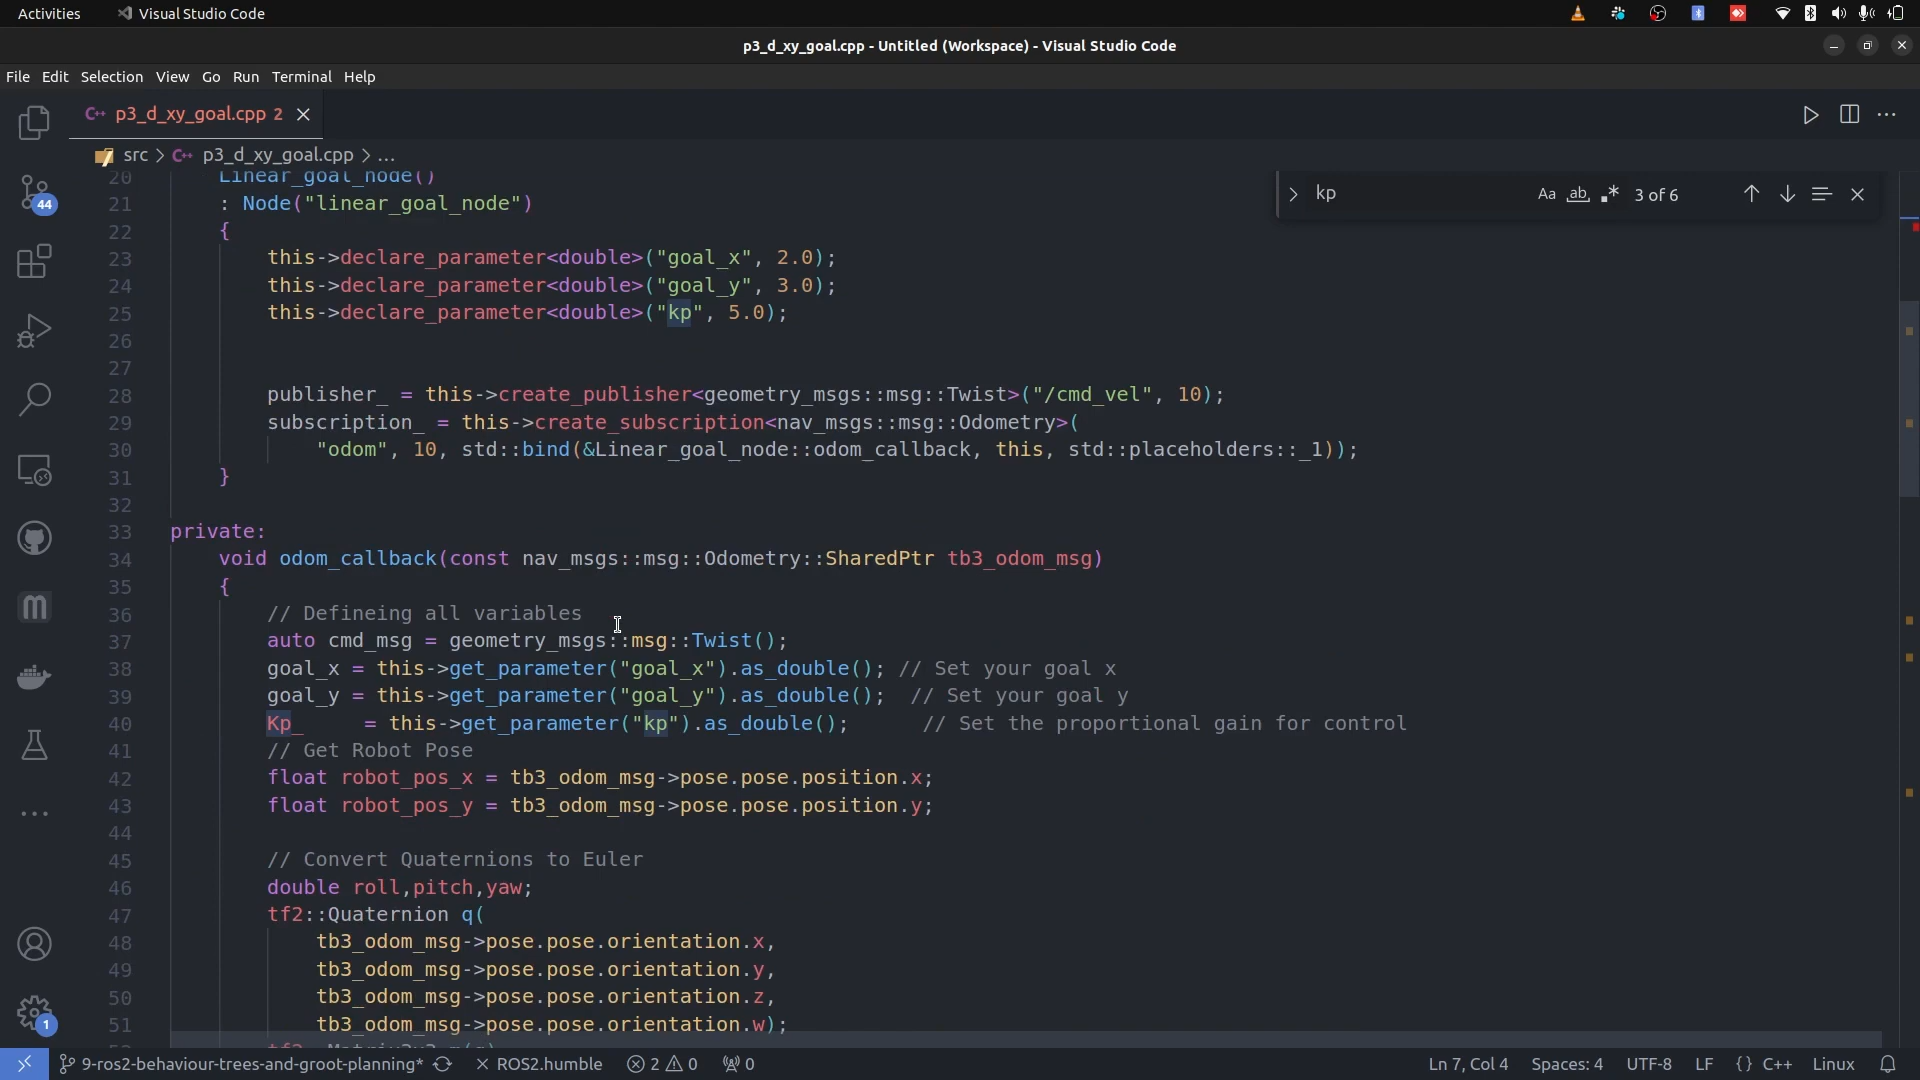 Activities Visual Studio Code
p3_d_xy_goal.cpp - Untitled (Workspace) - Visual Studio Code
File Edit Selection View Go Run Terminal Help
C++ p3_d_xy_goal.cpp 2
src > C++ p3_d_xy_goal.cpp > ...
kp Aa ab .* 3 of 6
20 Linear_goal_node()
21 : Node("linear_goal_node")
22 {
23 this->declare_parameter<double>("goal_x", 2.0);
24 this->declare_parameter<double>("goal_y", 3.0);
25 this->declare_parameter<double>("kp", 5.0);
26
27
28 publisher_ = this->create_publisher<geometry_msgs::msg::Twist>("/cmd_vel", 10);
29 subscription_ = this->create_subscription<nav_msgs::msg::Odometry>(
30 "odom", 10, std::bind(&Linear_goal_node::odom_callback, this, std::placeholders::_1));
31 }
32
33 private:
34 void odom_callback(const nav_msgs::msg::Odometry::SharedPtr tb3_odom_msg)
35 {
36 // Defineing all variables
37 auto cmd_msg = geometry_msgs::msg::Twist();
38 goal_x = this->get_parameter("goal_x").as_double(); // Set your goal x
39 goal_y = this->get_parameter("goal_y").as_double(); // Set your goal y
40 Kp_ = this->get_parameter("kp").as_double(); // Set the proportional gain for control
41 // Get Robot Pose
42 float robot_pos_x = tb3_odom_msg->pose.pose.position.x;
43 float robot_pos_y = tb3_odom_msg->pose.pose.position.y;
44
45 // Convert Quaternions to Euler
46 double roll,pitch,yaw;
47 tf2::Quaternion q(
48 tb3_odom_msg->pose.pose.orientation.x,
49 tb3_odom_msg->pose.pose.orientation.y,
50 tb3_odom_msg->pose.pose.orientation.z,
51 tb3_odom_msg->pose.pose.orientation.w);
44
1
9-ros2-behaviour-trees-and-groot-planning* ROS2.humble 2 0 0 Ln 7, Col 4 Spaces: 4 UTF-8 LF {} C++ Linux